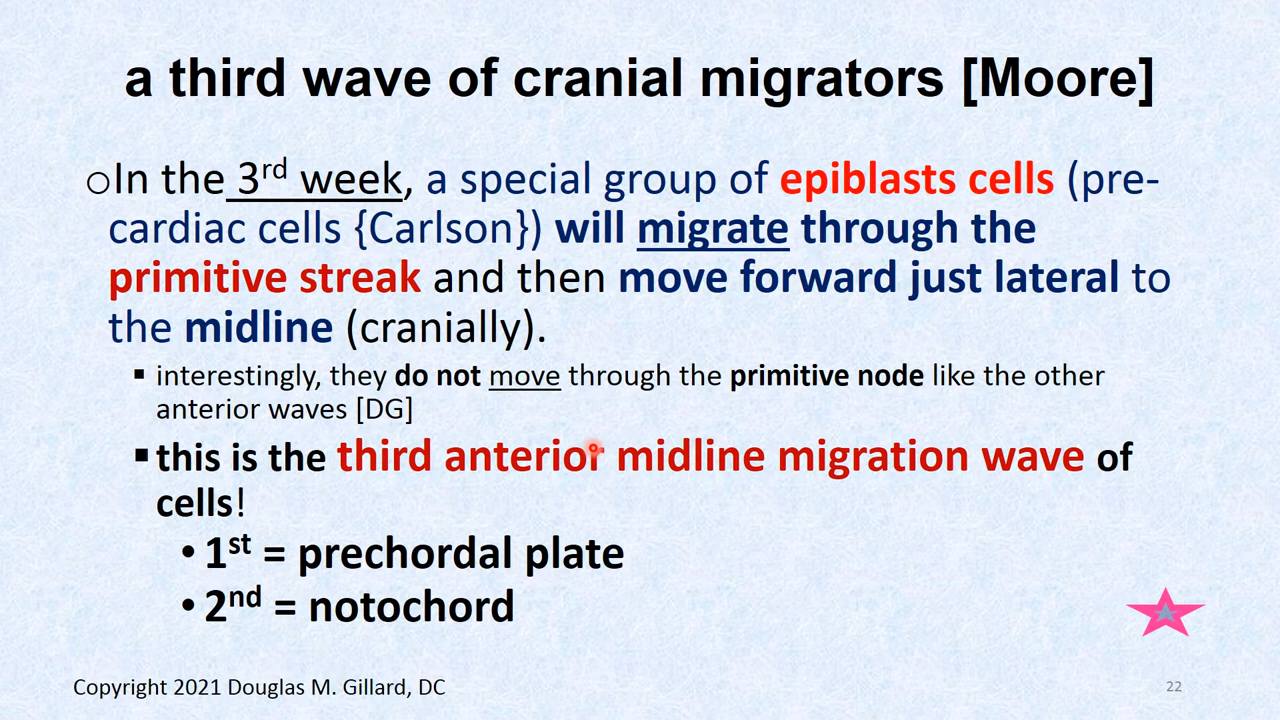 a third wave of cranial migrators [Moore]
○In the 3rd week, a special group of epiblasts cells (pre-
cardiac cells {Carlson}) will migrate through the
primitive streak and then move forward just lateral to
the midline (cranially).
▪ interestingly, they do not move through the primitive node like the other
anterior waves [DG]
▪ this is the third anterior midline migration wave of
cells!
• 1st = prechordal plate
• 2nd = notochord
Copyright 2021 Douglas M. Gillard, DC
22